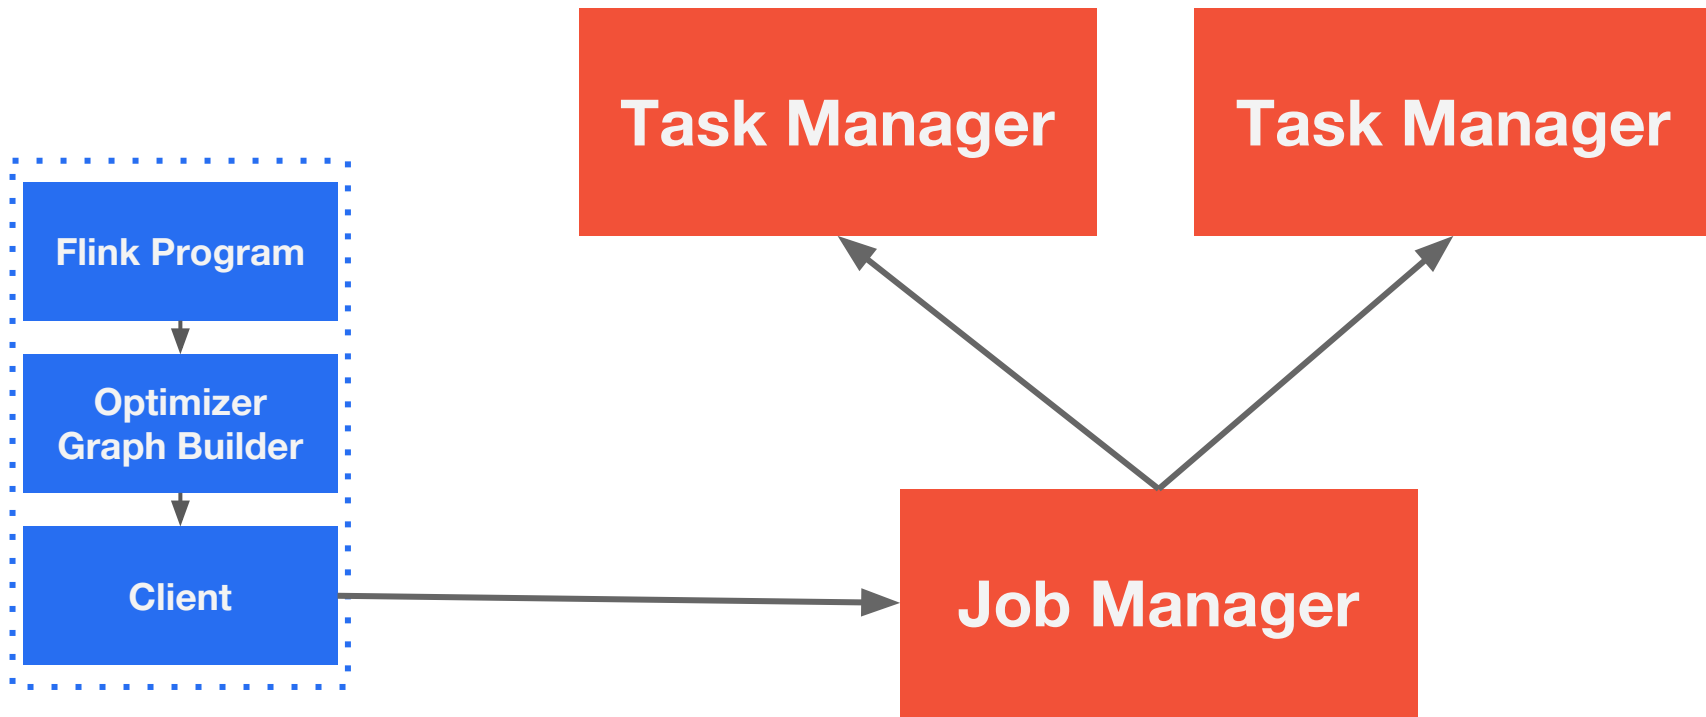 Task Manager
Task Manager
Flink Program
Optimizer
Graph Builder
Client
Job Manager